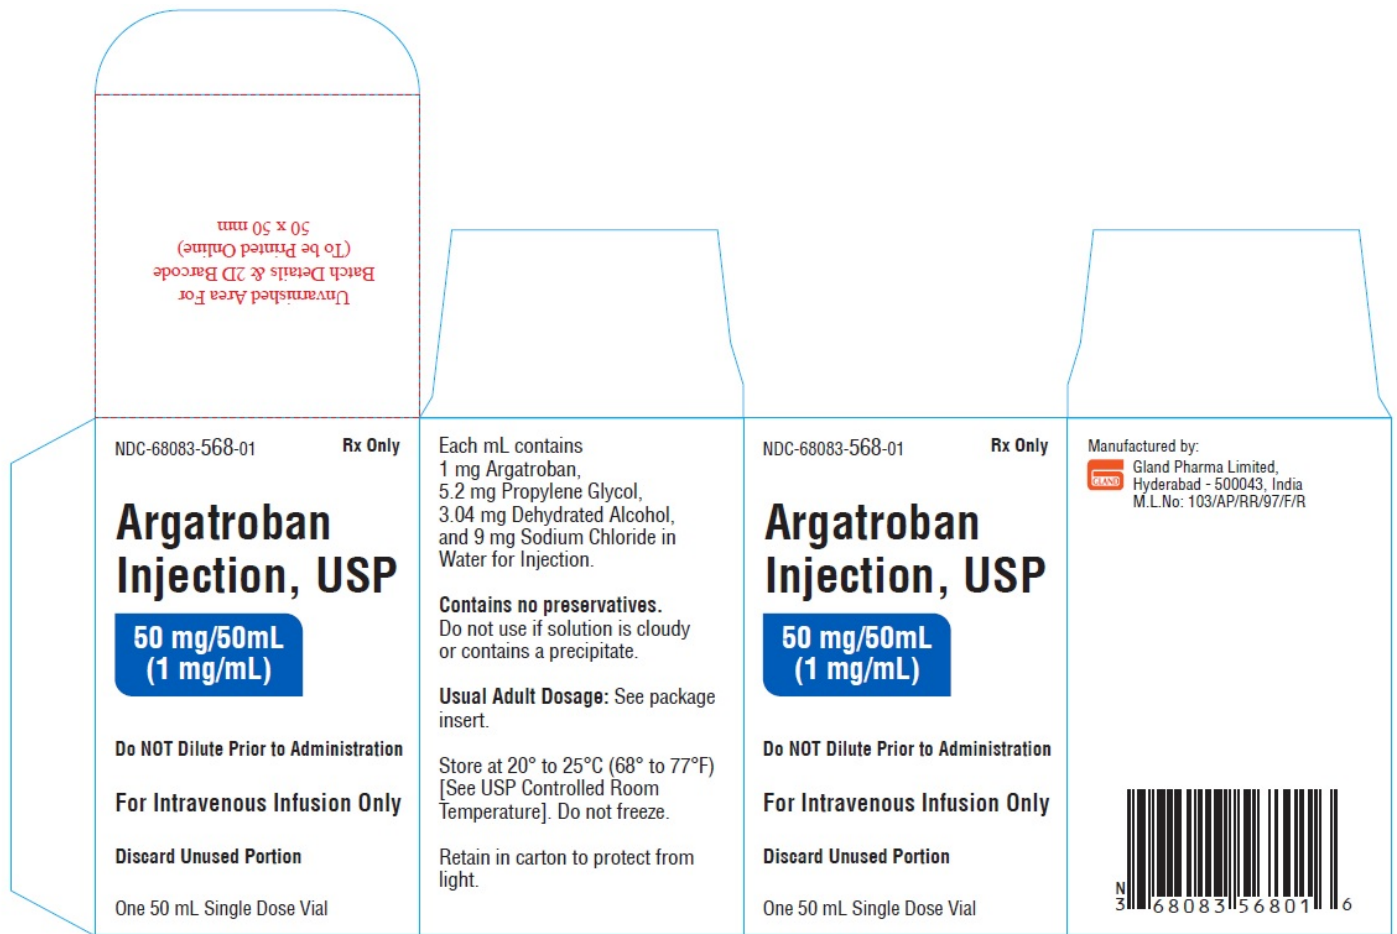 Unvarnished Area For
Batch Details & 2D Barcode
(To be Printed Online)
50 x 50 mm
NDC-68083-568-01 Rx Only
Argatroban
Injection, USP
50 mg/50mL
(1 mg/mL)
Do NOT Dilute Prior to Administration
For Intravenous Infusion Only
Discard Unused Portion
One 50 mL Single Dose Vial
Each mL contains
1 mg Argatroban,
5.2 mg Propylene Glycol,
3.04 mg Dehydrated Alcohol,
and 9 mg Sodium Chloride in
Water for Injection.
Contains no preservatives.
Do not use if solution is cloudy
or contains a precipitate.
Usual Adult Dosage: See package
insert.
Store at 20° to 25°C (68° to 77°F)
[See USP Controlled Room
Temperature]. Do not freeze.
Retain in carton to protect from
light.
NDC-68083-568-01 Rx Only
Argatroban
Injection, USP
50 mg/50mL
(1 mg/mL)
Do NOT Dilute Prior to Administration
For Intravenous Infusion Only
Discard Unused Portion
One 50 mL Single Dose Vial
Manufactured by:
GLAND
Gland Pharma Limited,
Hyderabad - 500043, India
M.L.No: 103/AP/RR/97/F/R
N
3 68083 56801 6